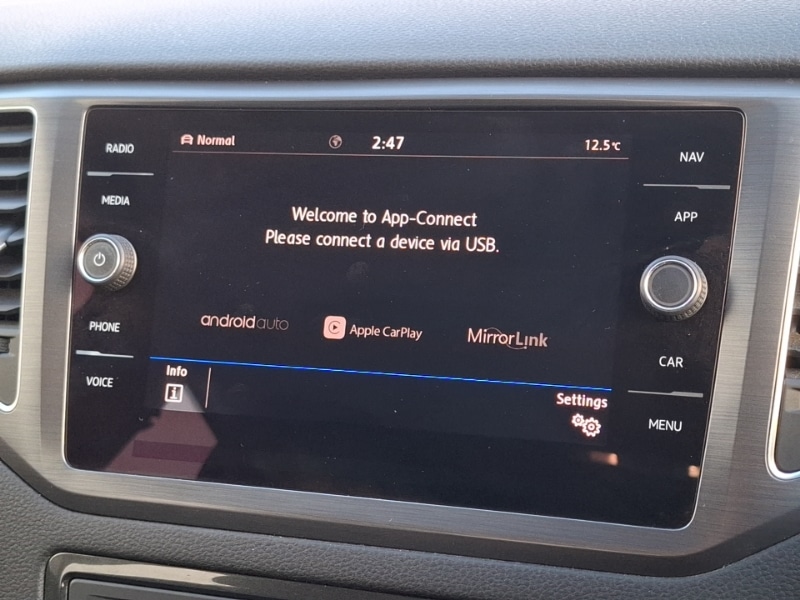 RADIO
MEDIA
PHONE
VOICE
Normal 2:47 12.5°C
Welcome to App-Connect
Please connect a device via USB.
androidauto Apple CarPlay MirrorLink
Info
i
Settings
NAV
APP
CAR
MENU